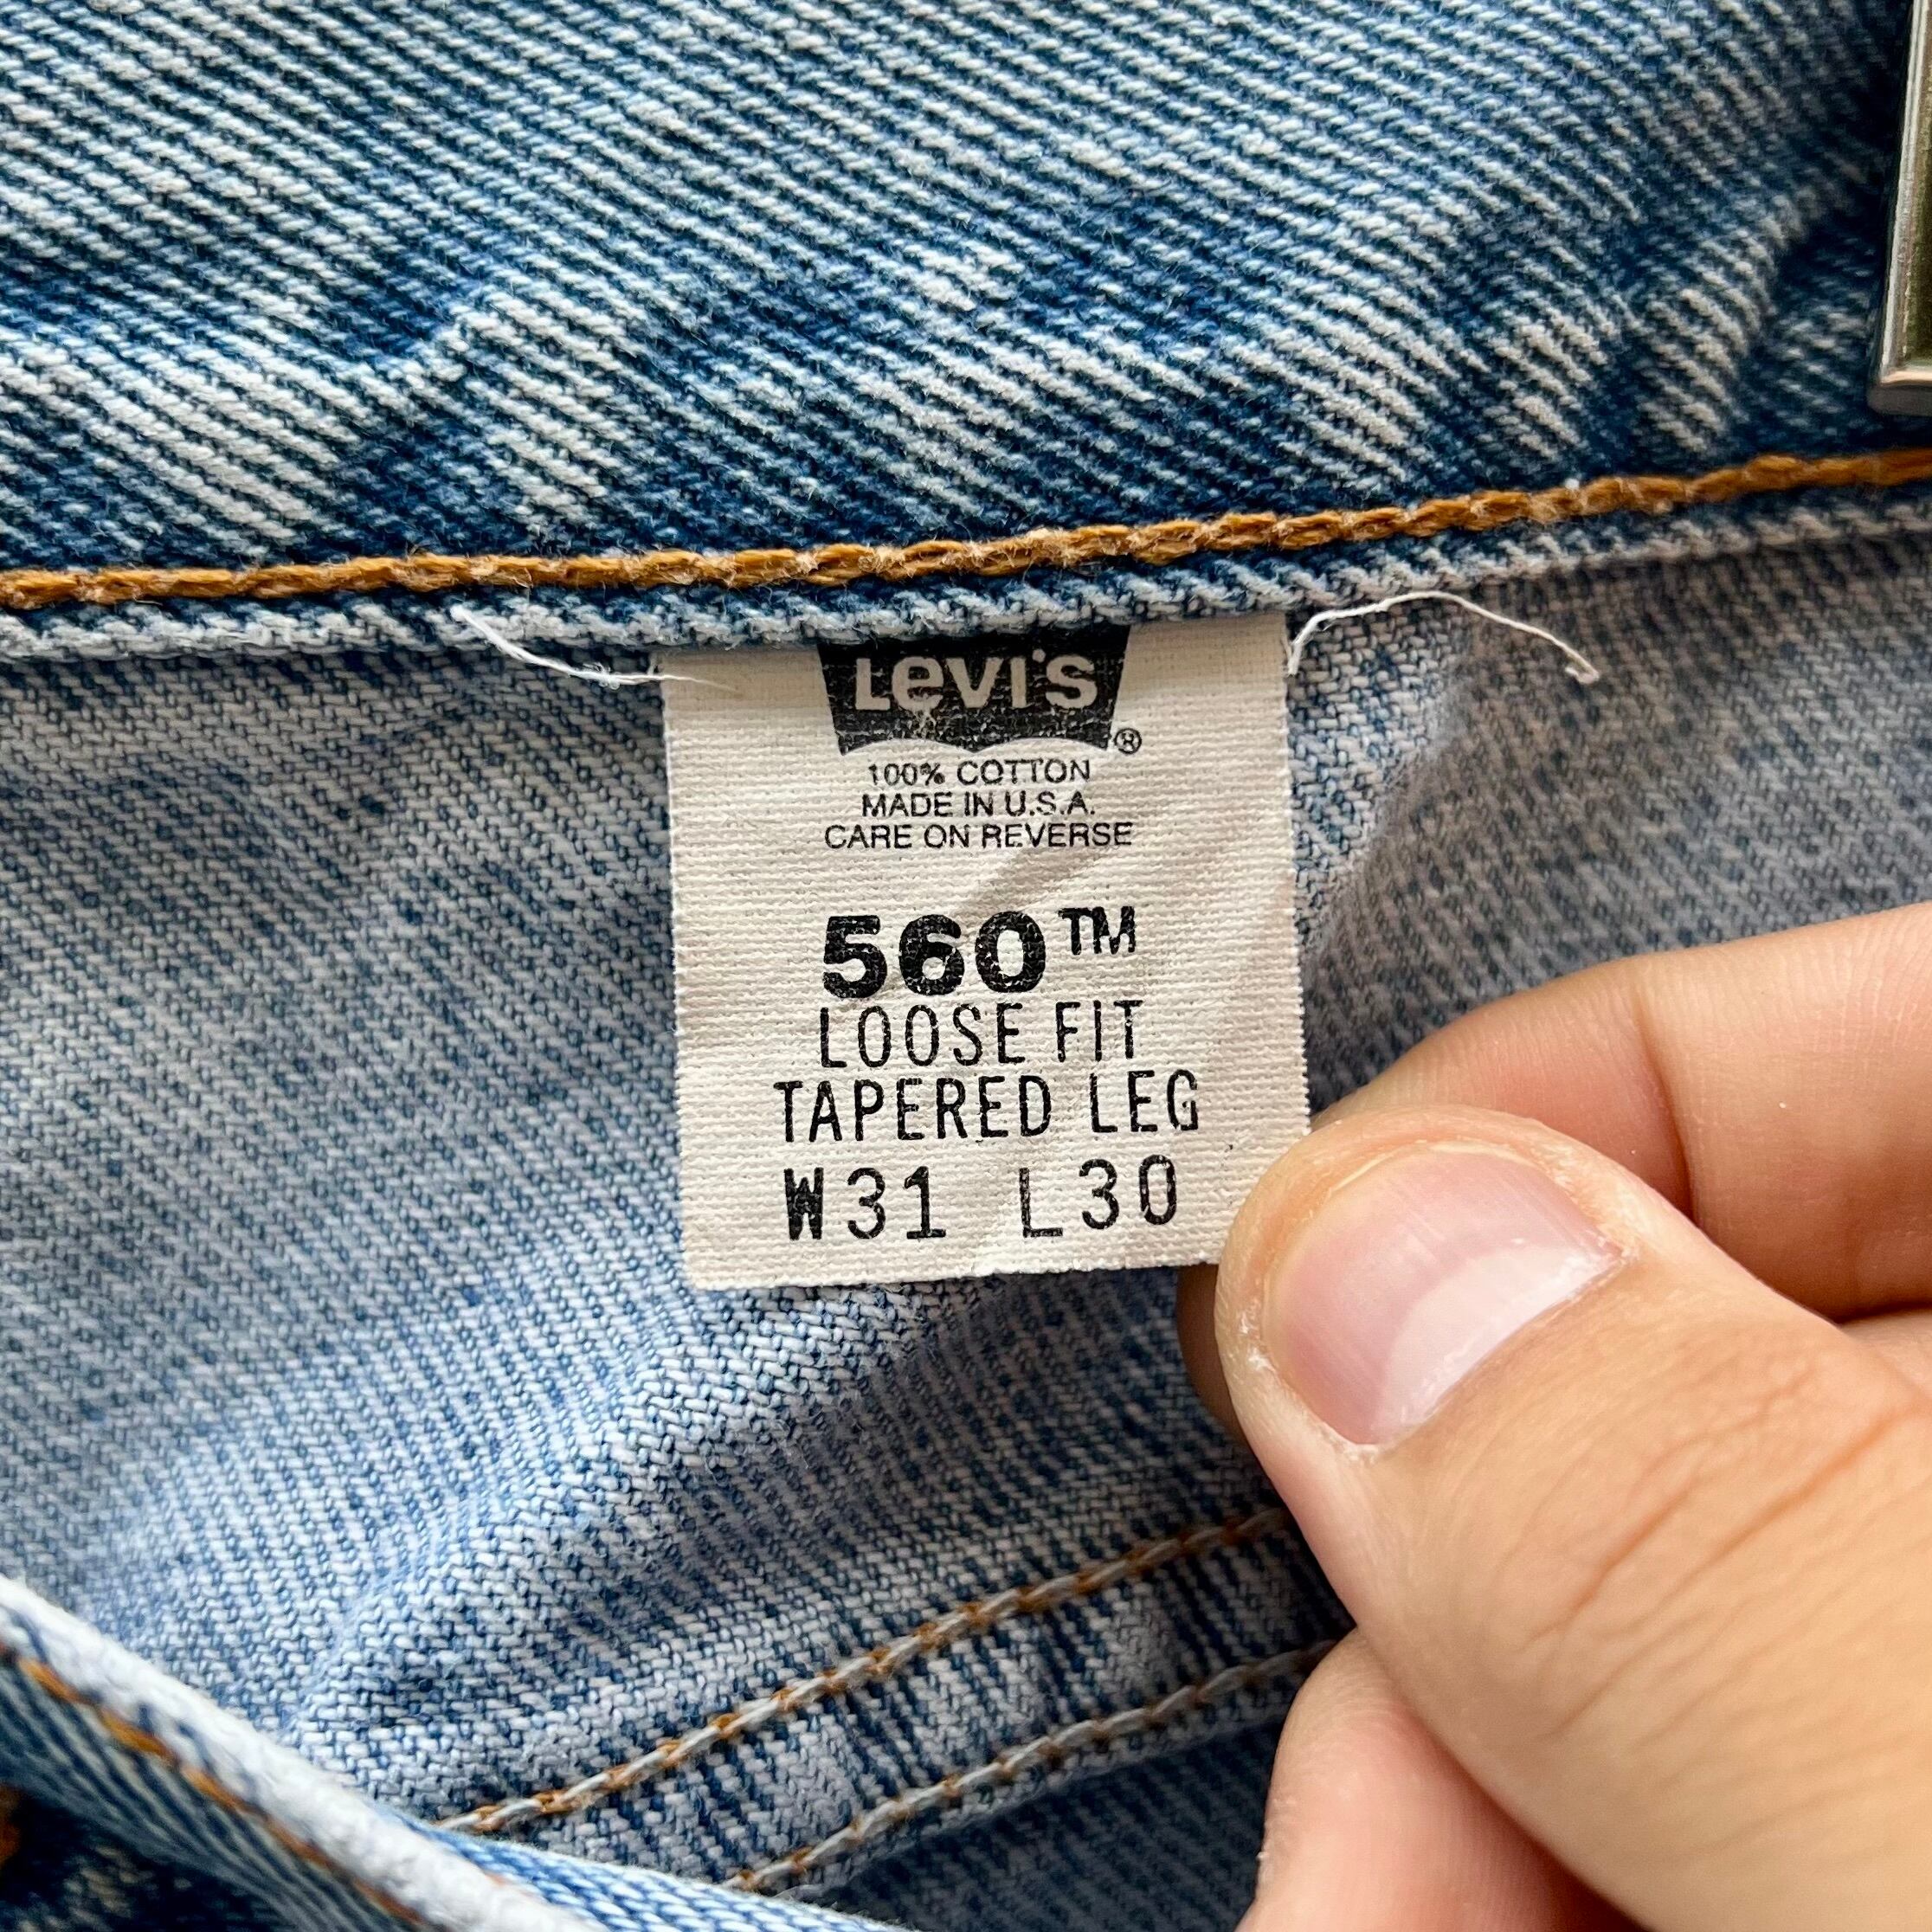 Levi's ®
100% COTTON
MADE IN U.S.A.
CARE ON REVERSE
560™
LOOSE FIT
TAPERED LEG
W31 L30